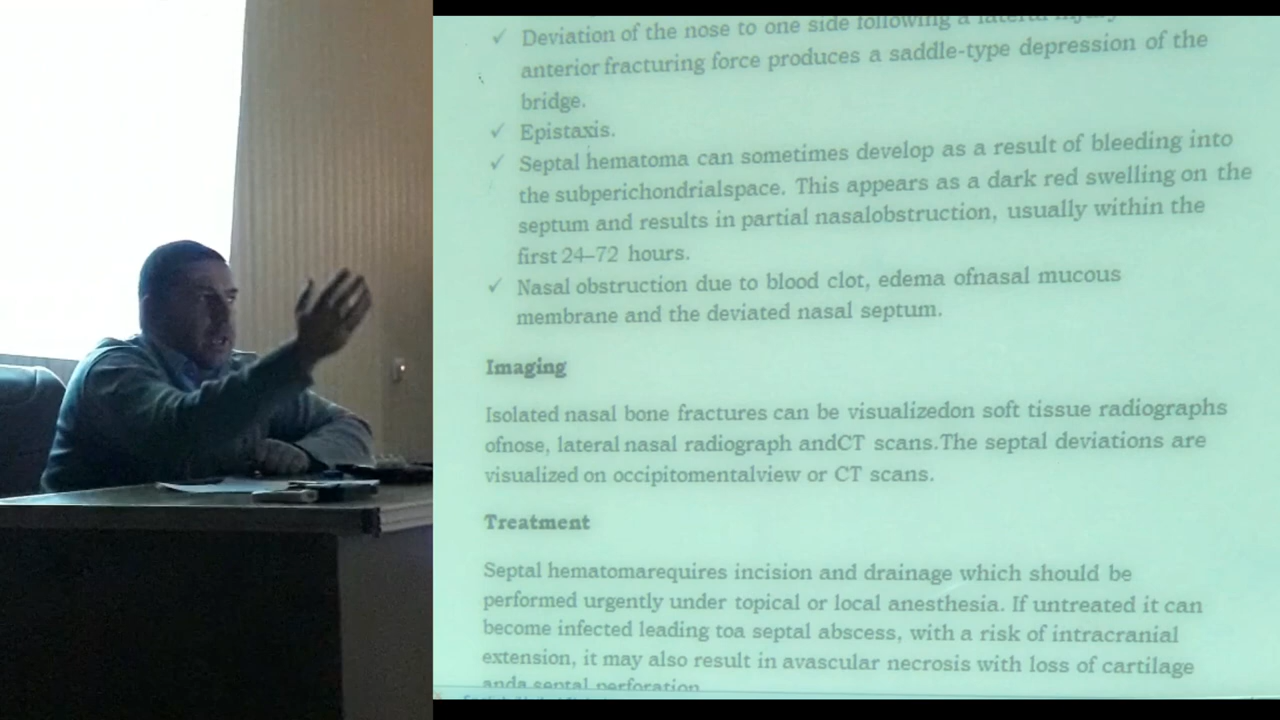 ✓ Deviation of the nose to one side following a lateral
anterior fracturing force produces a saddle-type depression of the
bridge.
✓ Epistaxis.
✓ Septal hematoma can sometimes develop as a result of bleeding into
the subperichondrialspace. This appears as a dark red swelling on the
septum and results in partial nasalobstruction, usually within the
first 24–72 hours.
✓ Nasal obstruction due to blood clot, edema ofnasal mucous
membrane and the deviated nasal septum.
Imaging
Isolated nasal bone fractures can be visualizedon soft tissue radiographs
ofnose, lateral nasal radiograph andCT scans.The septal deviations are
visualized on occipitomentalview or CT scans.
Treatment
Septal hematomarequires incision and drainage which should be
performed urgently under topical or local anesthesia. If untreated it can
become infected leading toa septal abscess, with a risk of intracranial
extension, it may also result in avascular necrosis with loss of cartilage
anda septal perforation